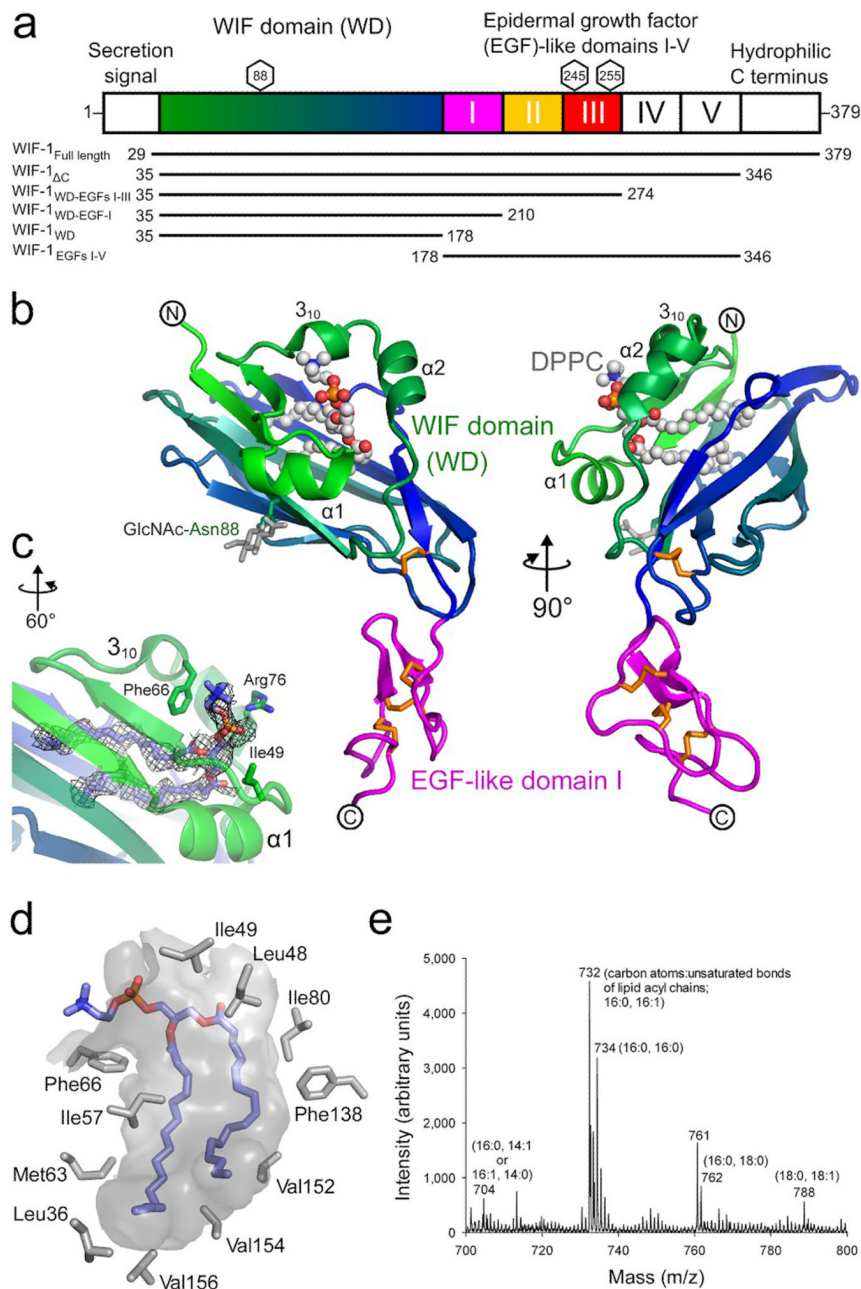 a
WIF domain (WD)
Epidermal growth factor
(EGF)-like domains I-V
Secretion
signal
Hydrophilic
C terminus
88
245
255
1
I
II
III
IV
V
379
WIF-1Full length
29
379
WIF-1ΔC
35
346
WIF-1WD-EGFs I-III
35
274
WIF-1WD-EGF-I
35
210
WIF-1WD
35
178
WIF-1EGFs I-V
178
346
b
N
3₁₀
α2
WIF domain
(WD)
α1
GlcNAc-Asn88
EGF-like domain I
C
90°
3₁₀
N
α2
DPPC
α1
C
c
60°
3₁₀
Phe66
Arg76
Ile49
α1
d
Ile49
Leu48
Ile80
Phe66
Phe138
Ile57
Met63
Val152
Leu36
Val154
Val156
e
5,000
4,000
3,000
2,000
1,000
0
Intensity (arbitrary units)
732 (carbon atoms:unsaturated bonds
of lipid acyl chains;
16:0, 16:1)
734 (16:0, 16:0)
(16:0, 14:1
or
16:1, 14:0)
704
761
(16:0, 18:0)
762
(18:0, 18:1)
788
700
720
740
760
780
800
Mass (m/z)